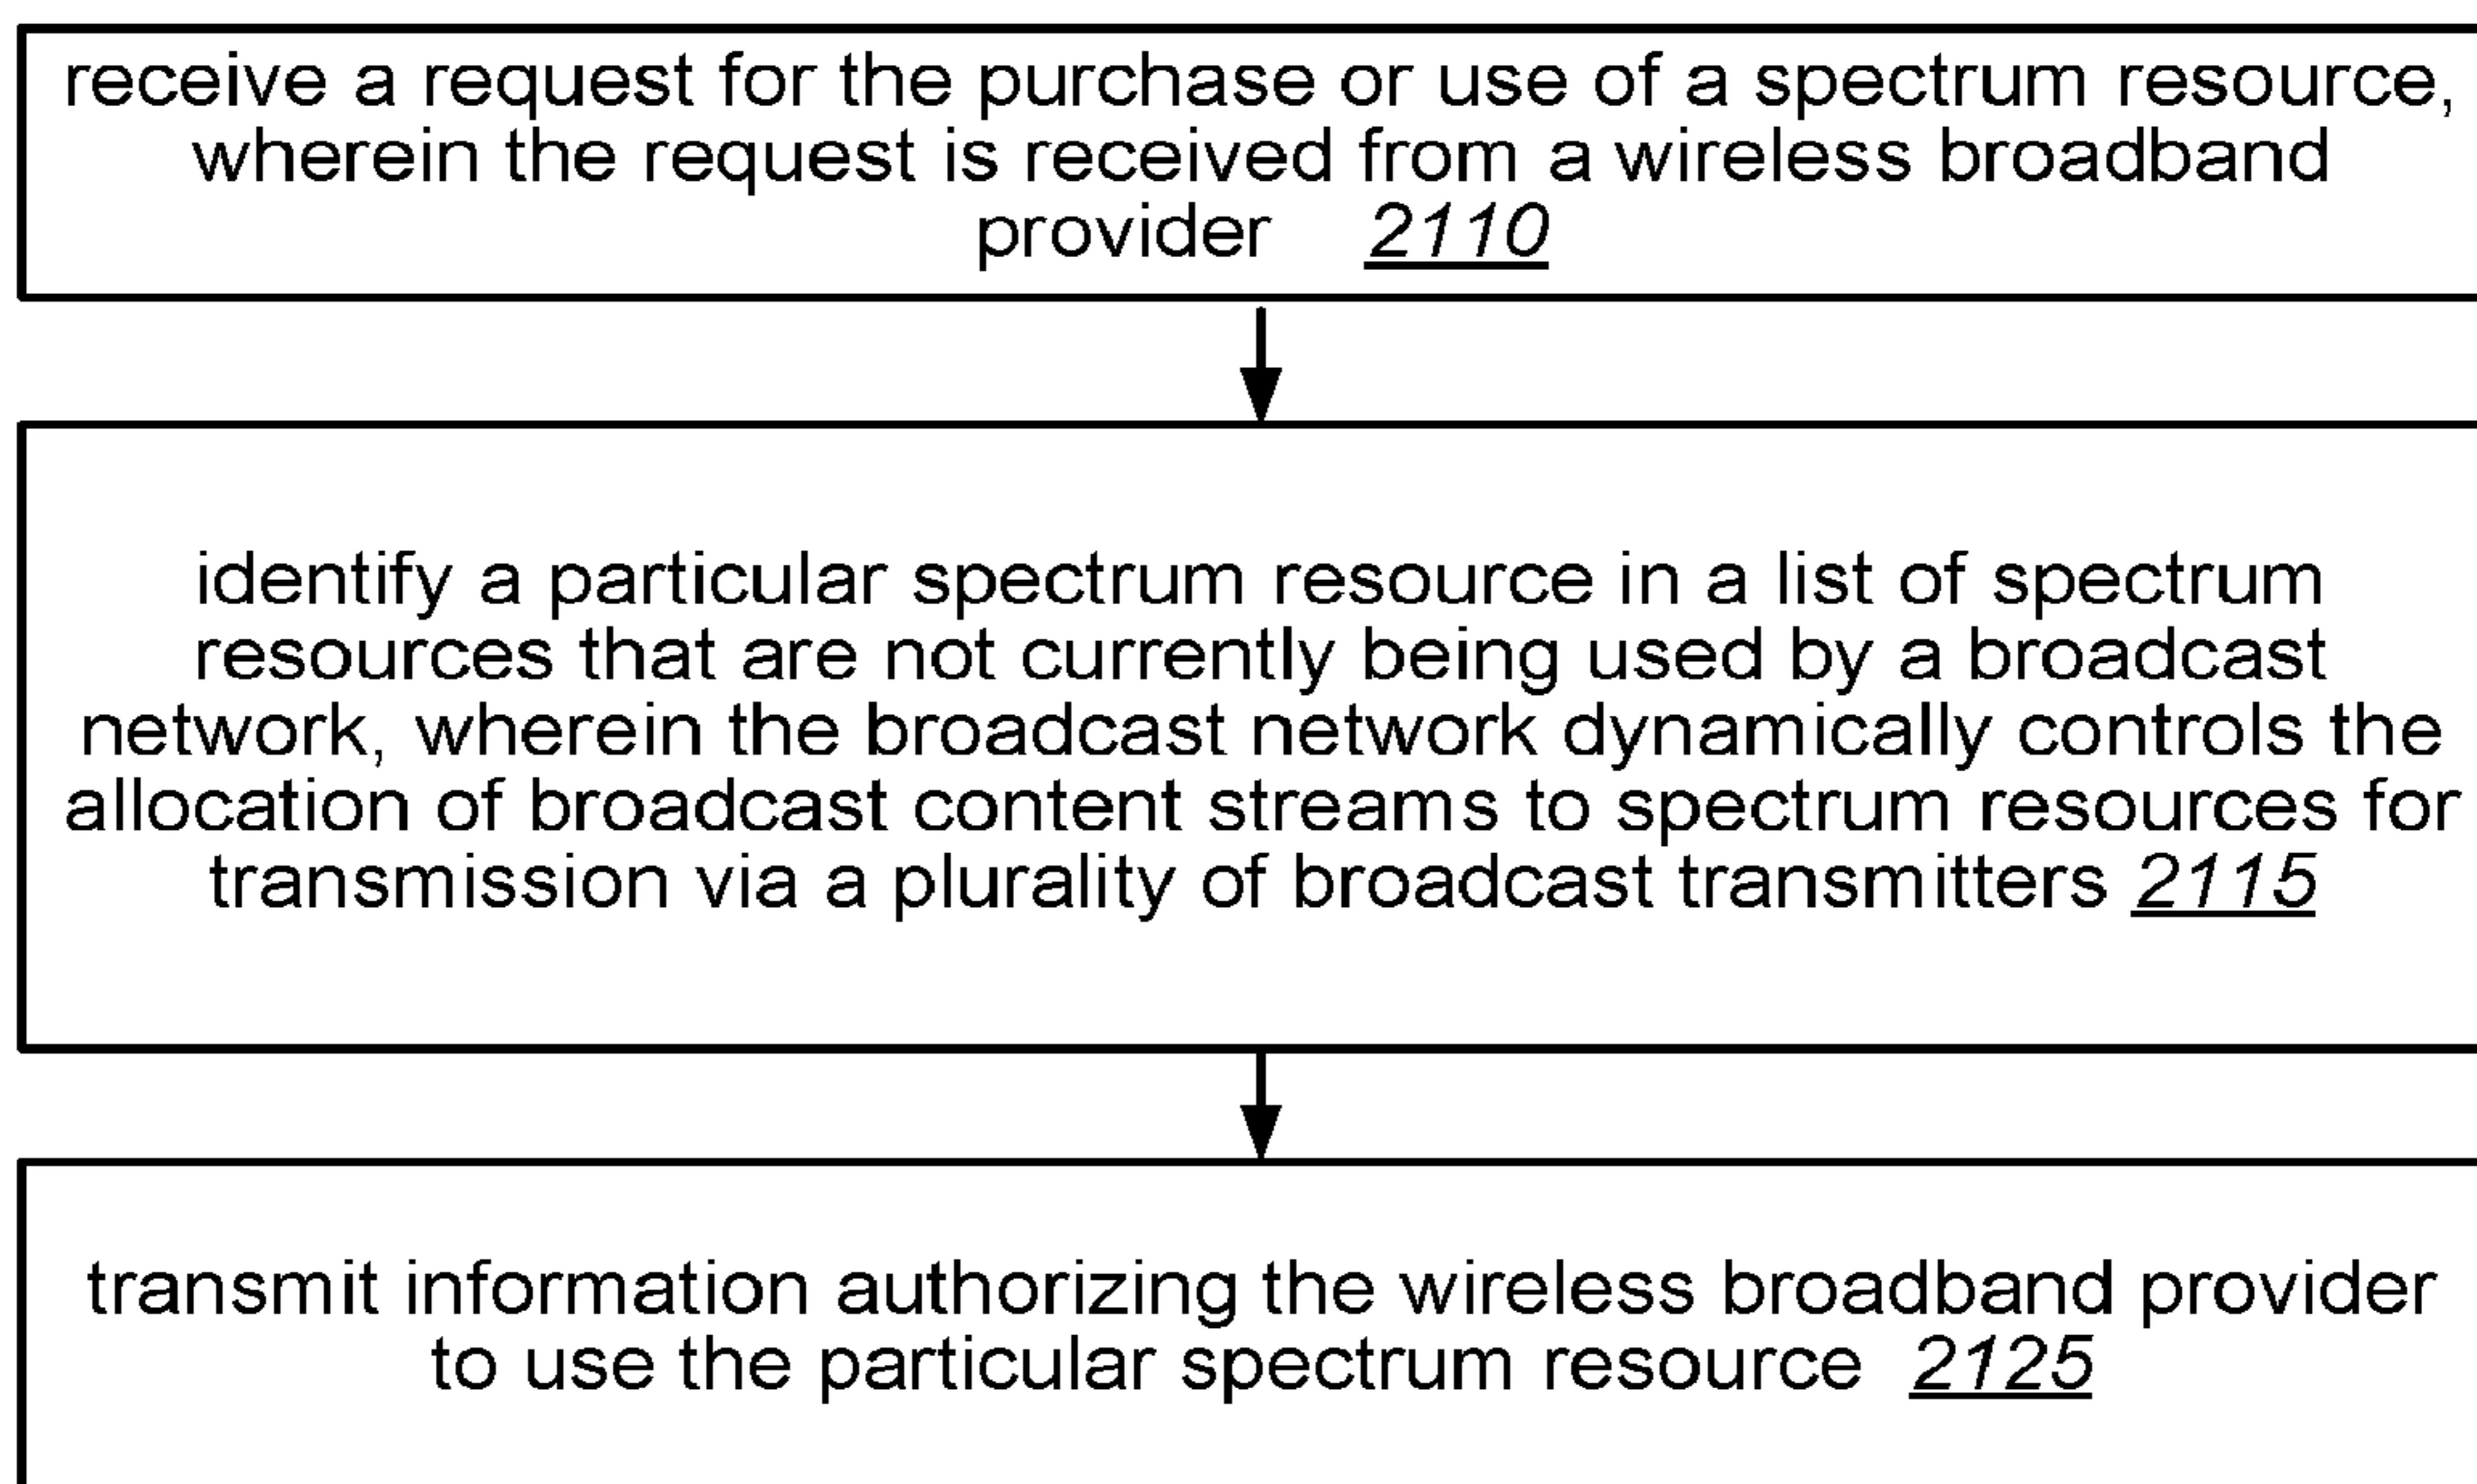 receive a request for the purchase or use of a spectrum resource,
wherein the request is received from a wireless broadband
provider 2110
identify a particular spectrum resource in a list of spectrum
resources that are not currently being used by a broadcast
network, wherein the broadcast network dynamically controls the
allocation of broadcast content streams to spectrum resources for
transmission via a plurality of broadcast transmitters 2115
transmit information authorizing the wireless broadband provider
to use the particular spectrum resource 2125